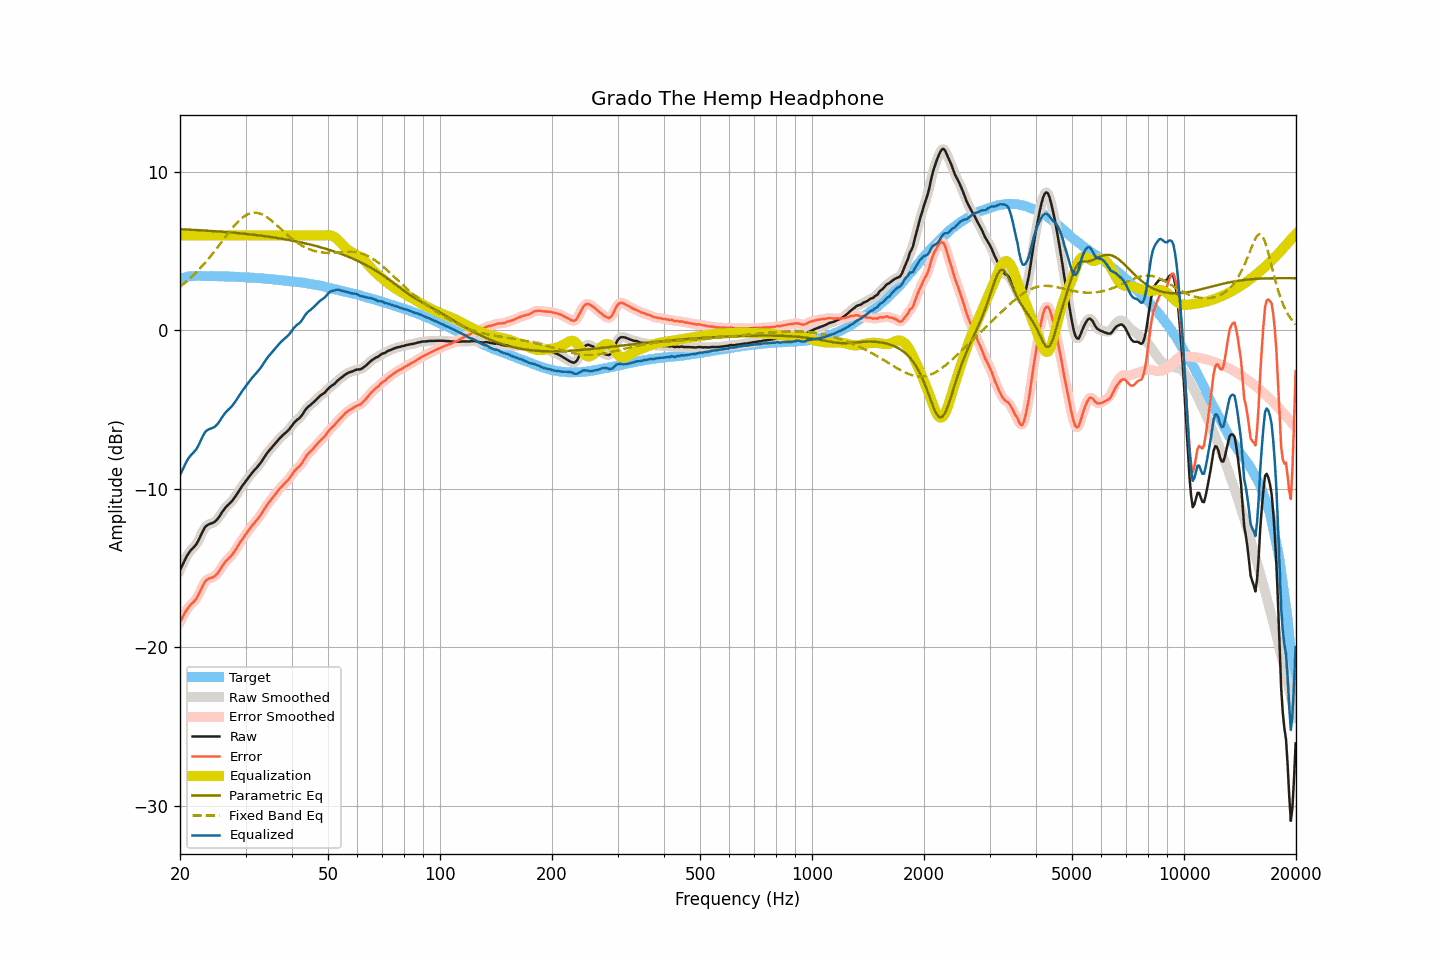 Grado The Hemp Headphone
10
0
−10
−20
−30
Amplitude (dBr)
Target
Raw Smoothed
Error Smoothed
Raw
Error
Equalization
Parametric Eq
Fixed Band Eq
Equalized
20 50 100 200 500 1000 2000 5000 10000 20000
Frequency (Hz)